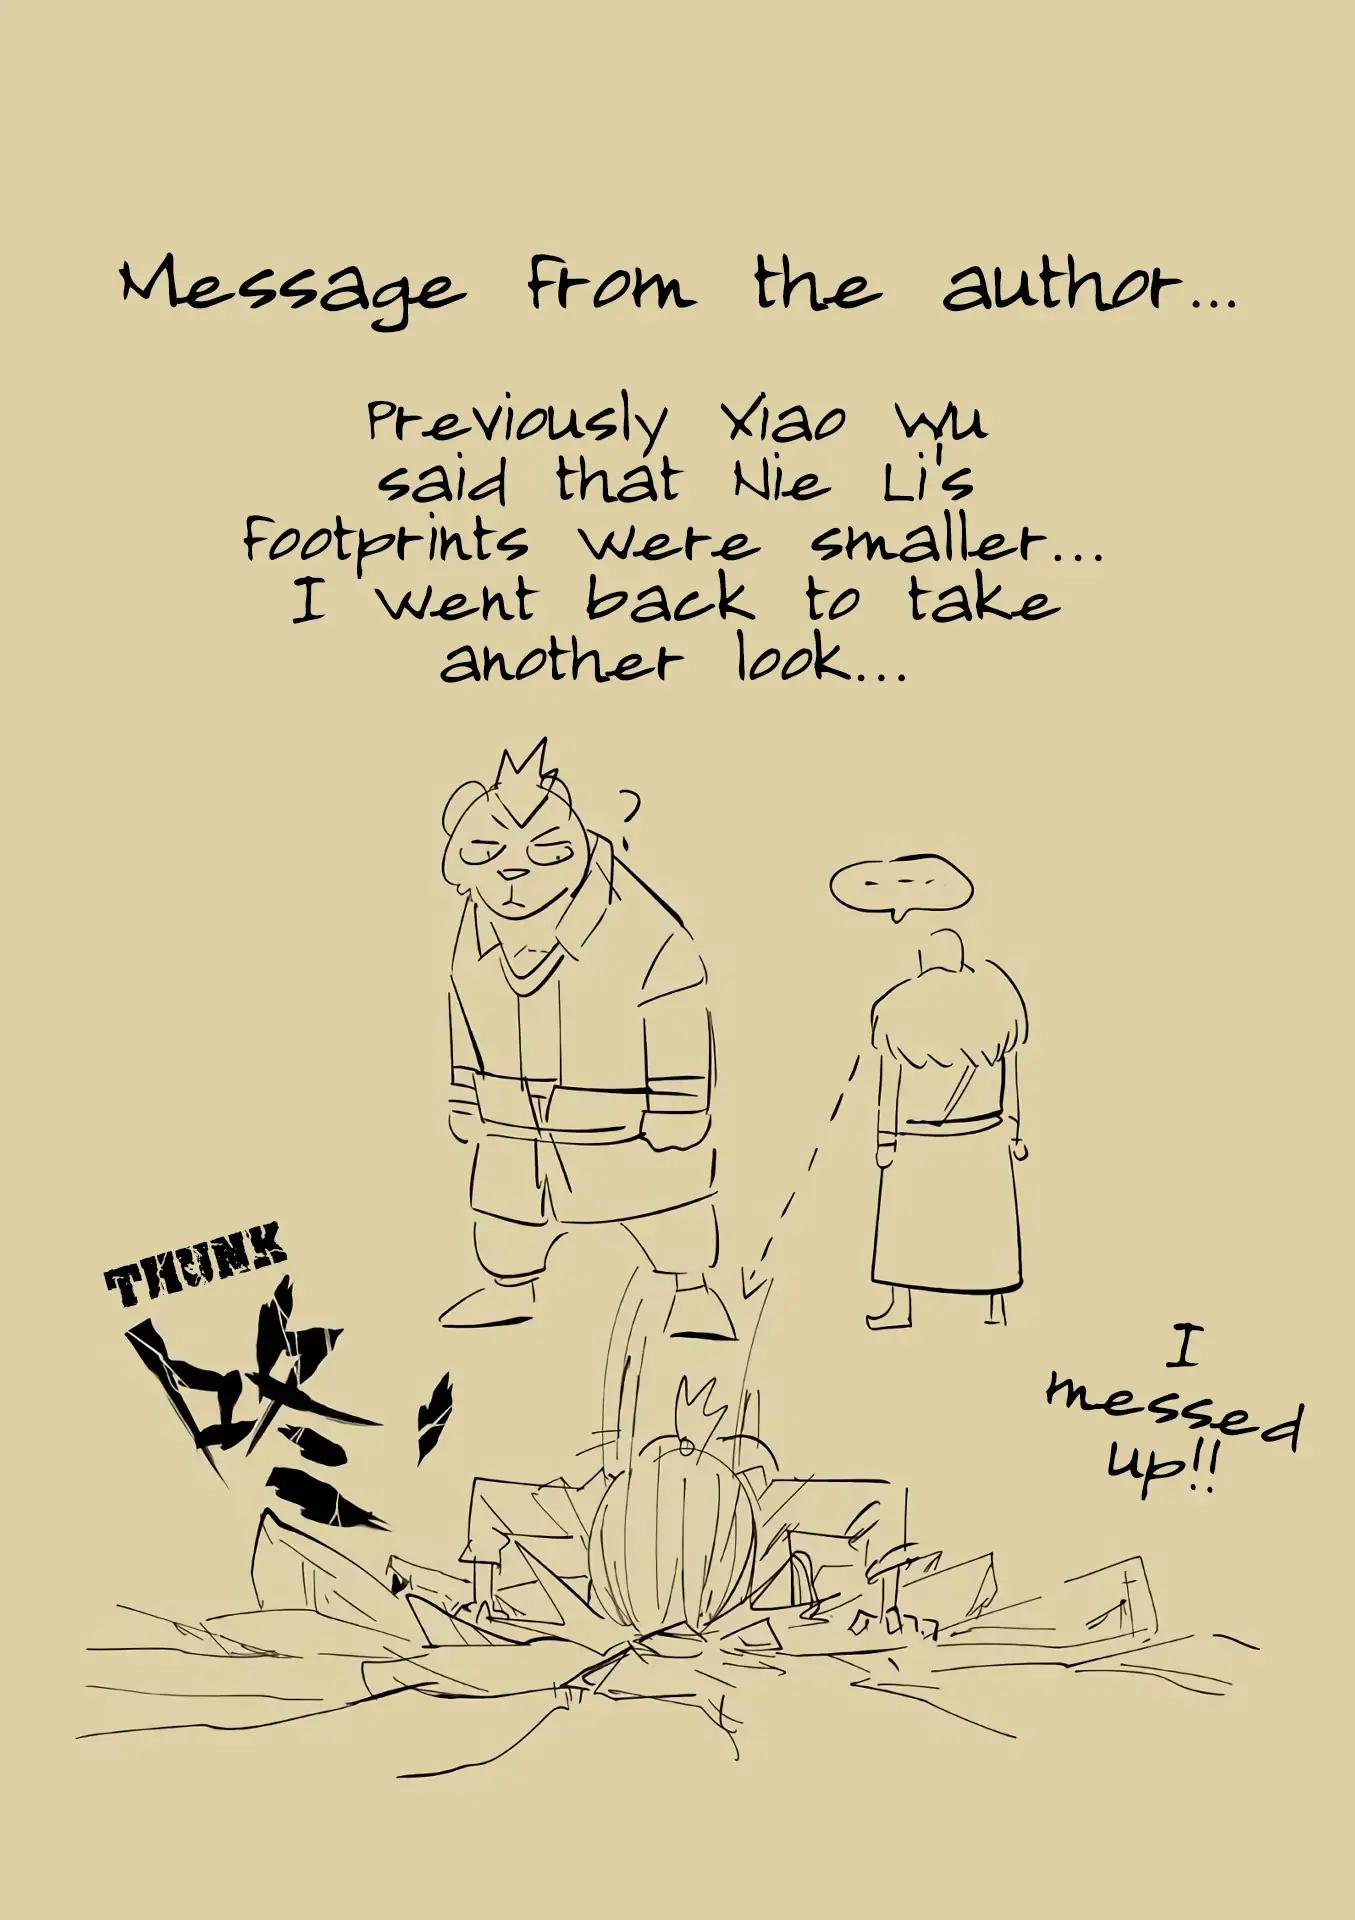 Message from the author...
Previously Xiao Wu
said that Nie Li's
footprints were smaller...
I went back to take
another look...
?
- - -
THUNK
咚
I
messed
up!!